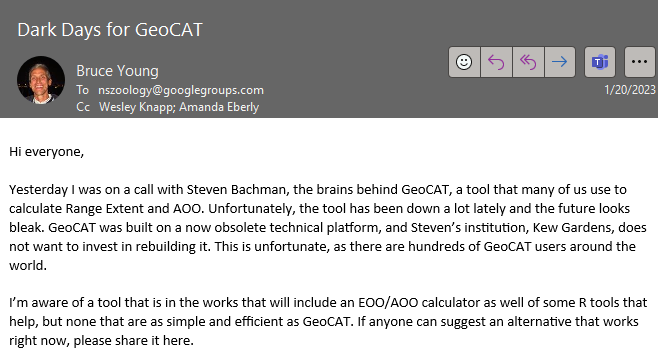 Dark Days for GeoCAT
Bruce Young
To nszoology@googlegroups.com
Cc Wesley Knapp; Amanda Eberly
1/20/2023
Hi everyone,
Yesterday I was on a call with Steven Bachman, the brains behind GeoCAT, a tool that many of us use to
calculate Range Extent and AOO. Unfortunately, the tool has been down a lot lately and the future looks
bleak. GeoCAT was built on a now obsolete technical platform, and Steven's institution, Kew Gardens, does
not want to invest in rebuilding it. This is unfortunate, as there are hundreds of GeoCAT users around the
world.
I'm aware of a tool that is in the works that will include an EOO/AOO calculator as well of some R tools that
help, but none that are as simple and efficient as GeoCAT. If anyone can suggest an alternative that works
right now, please share it here.